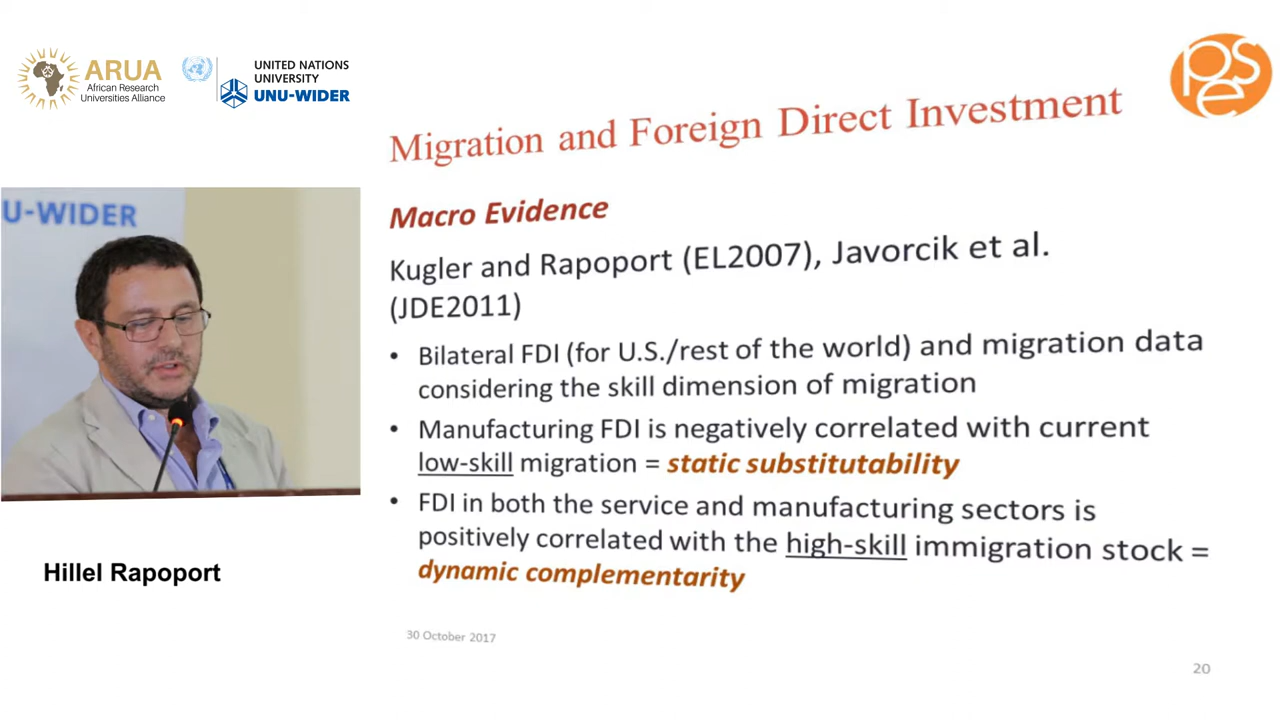 ARUA
African Research
Universities Alliance
UNITED NATIONS
UNIVERSITY
UNU-WIDER
pse
Migration and Foreign Direct Investment
U-WIDER
Macro Evidence
Kugler and Rapoport (EL2007), Javorcik et al.
(JDE2011)
• Bilateral FDI (for U.S./rest of the world) and migration data
considering the skill dimension of migration
• Manufacturing FDI is negatively correlated with current
low-skill migration = static substitutability
• FDI in both the service and manufacturing sectors is
positively correlated with the high-skill immigration stock =
dynamic complementarity
Hillel Rapoport
30 October 2017
20